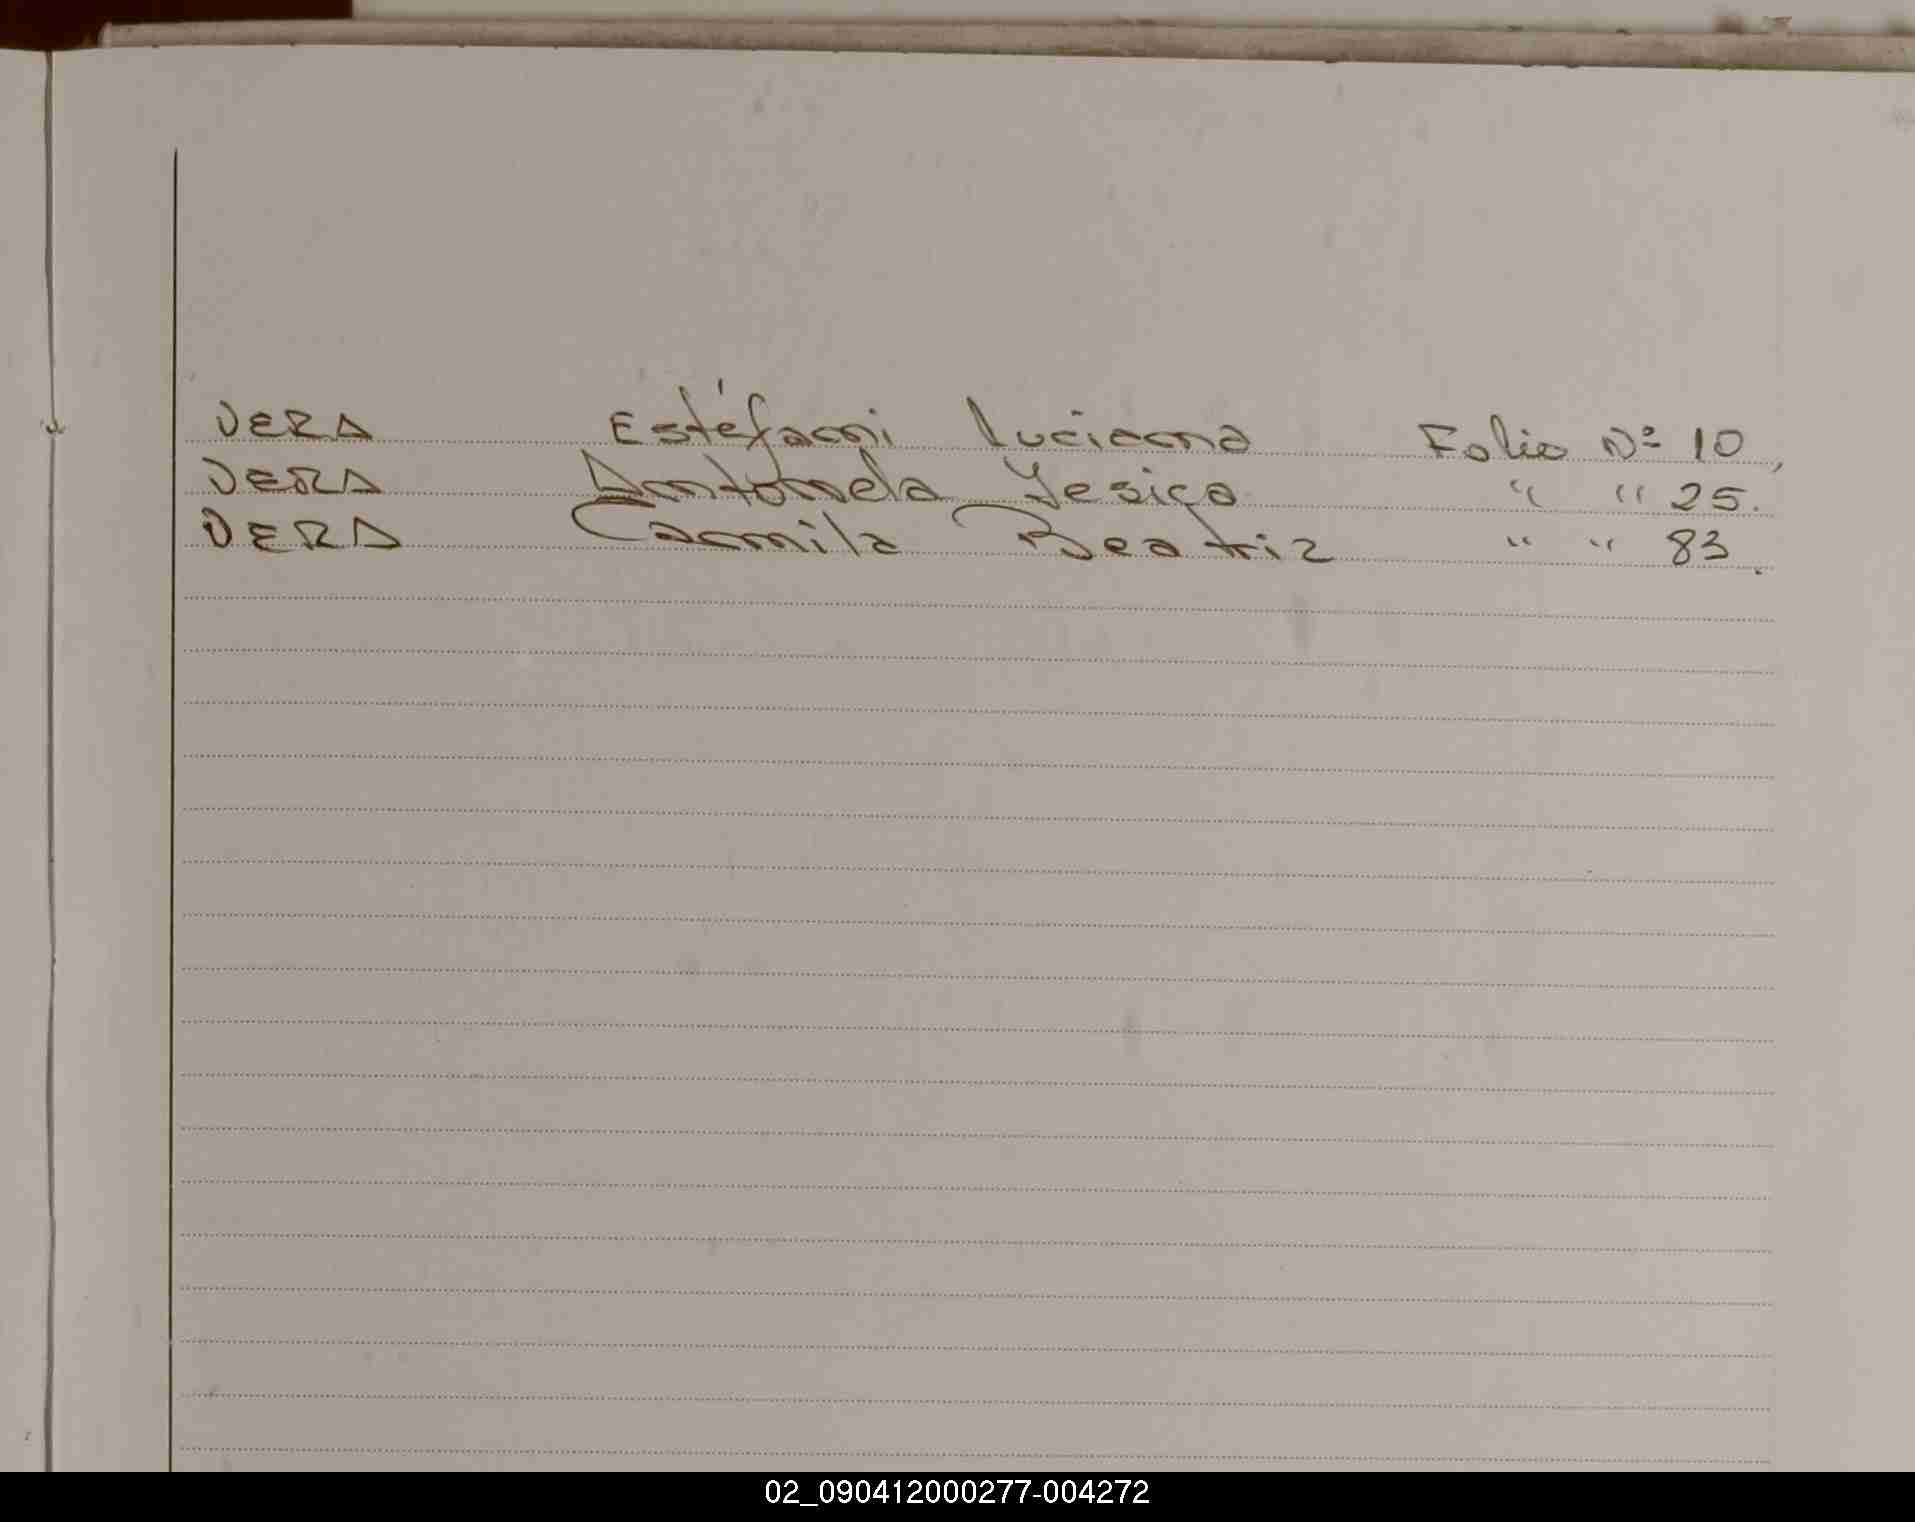 VERA Estéfani Luciana Folio Nº 10,
VERA Antonela Yesica " " 25.
VERA Camila Beatriz " " 83.
02_090412000277-004272